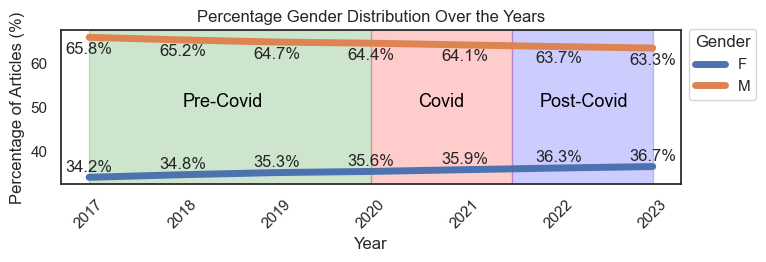 Percentage Gender Distribution Over the Years
Percentage of Articles (%)
60
50
40
65.8%
65.2%
64.7%
64.4%
64.1%
63.7%
63.3%
Pre-Covid
Covid
Post-Covid
34.2%
34.8%
35.3%
35.6%
35.9%
36.3%
36.7%
2017
2018
2019
2020
2021
2022
2023
Year
Gender
F
M